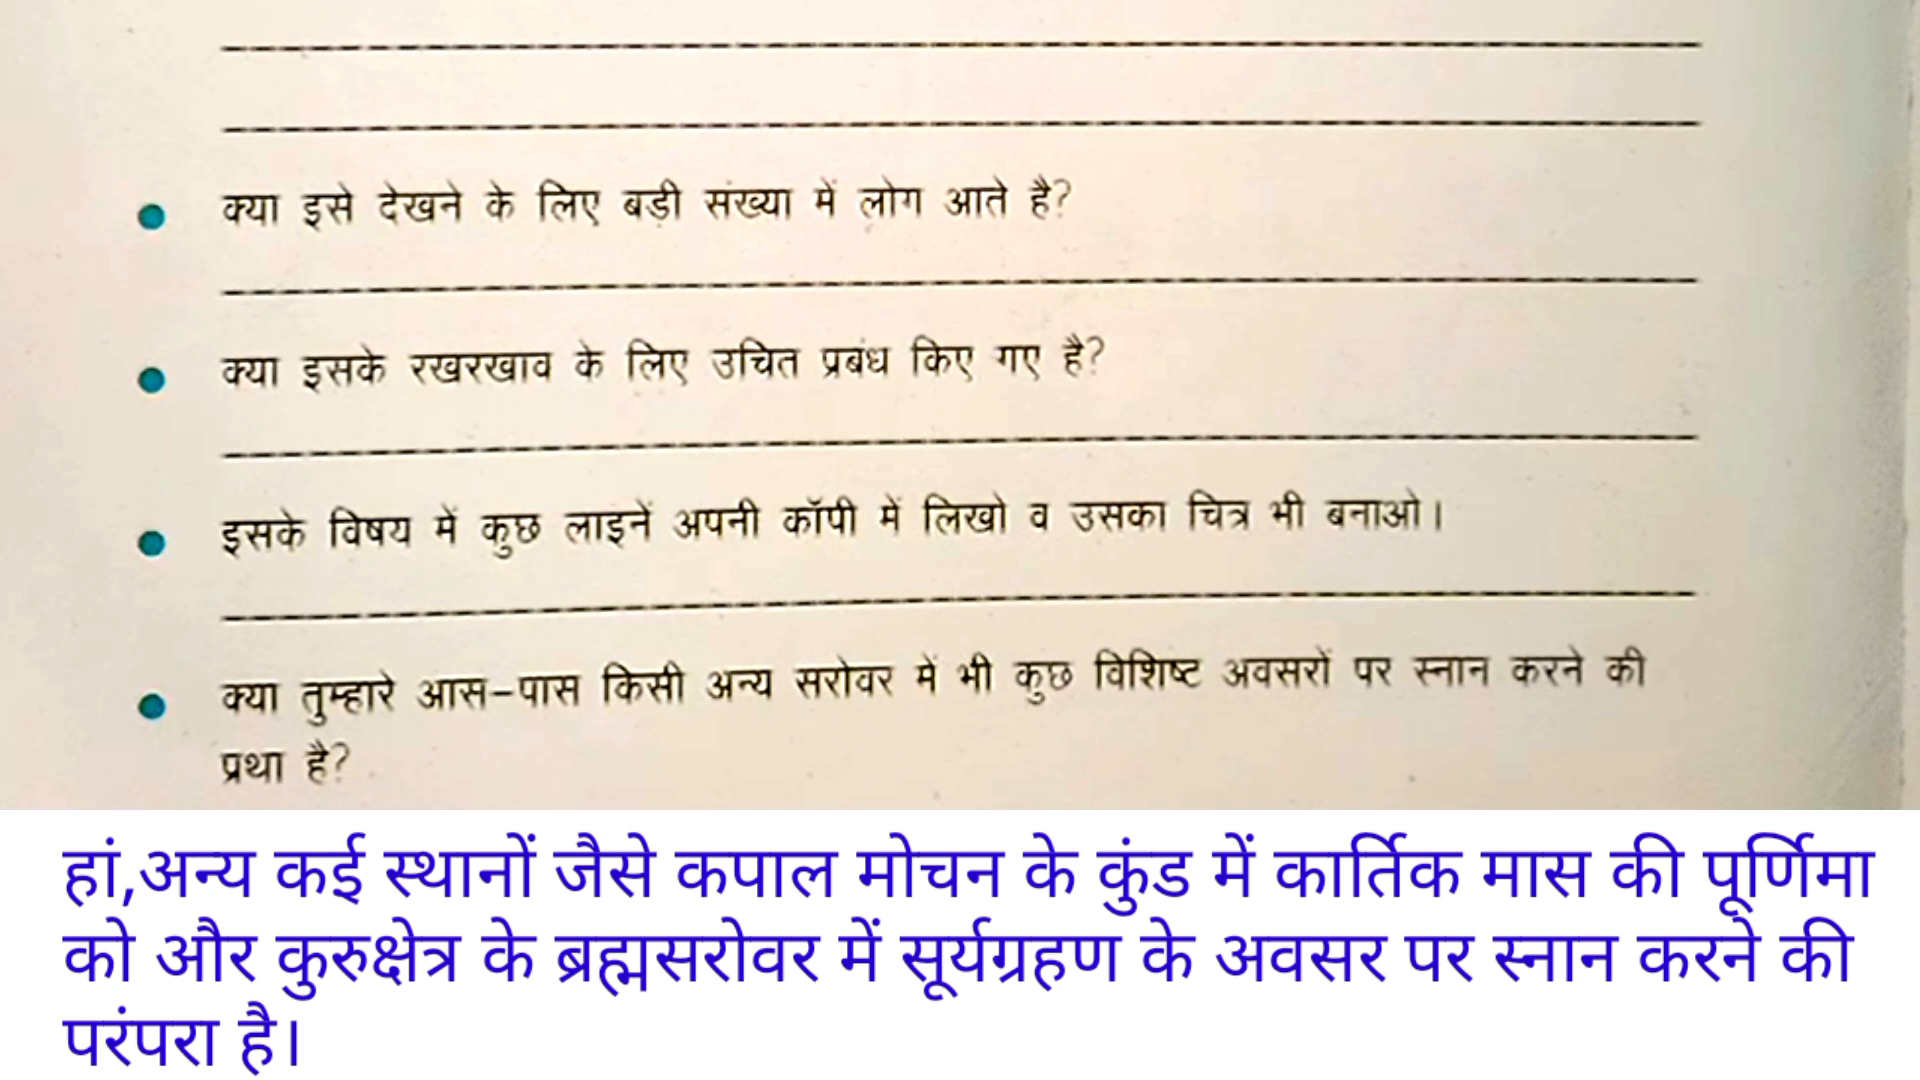 क्या इसे देखने के लिए बड़ी संख्या में लोग आते है?
क्या इसके रखरखाव के लिए उचित प्रबंध किए गए है?
इसके विषय में कुछ लाइनें अपनी कॉपी में लिखो व उसका चित्र भी बनाओ।
क्या तुम्हारे आस-पास किसी अन्य सरोवर में भी कुछ विशिष्ट अवसरों पर स्नान करने की
प्रथा है?
हां,अन्य कई स्थानों जैसे कपाल मोचन के कुंड में कार्तिक मास की पूर्णिमा
को और कुरुक्षेत्र के ब्रह्मसरोवर में सूर्यग्रहण के अवसर पर स्नान करने की
परंपरा है।